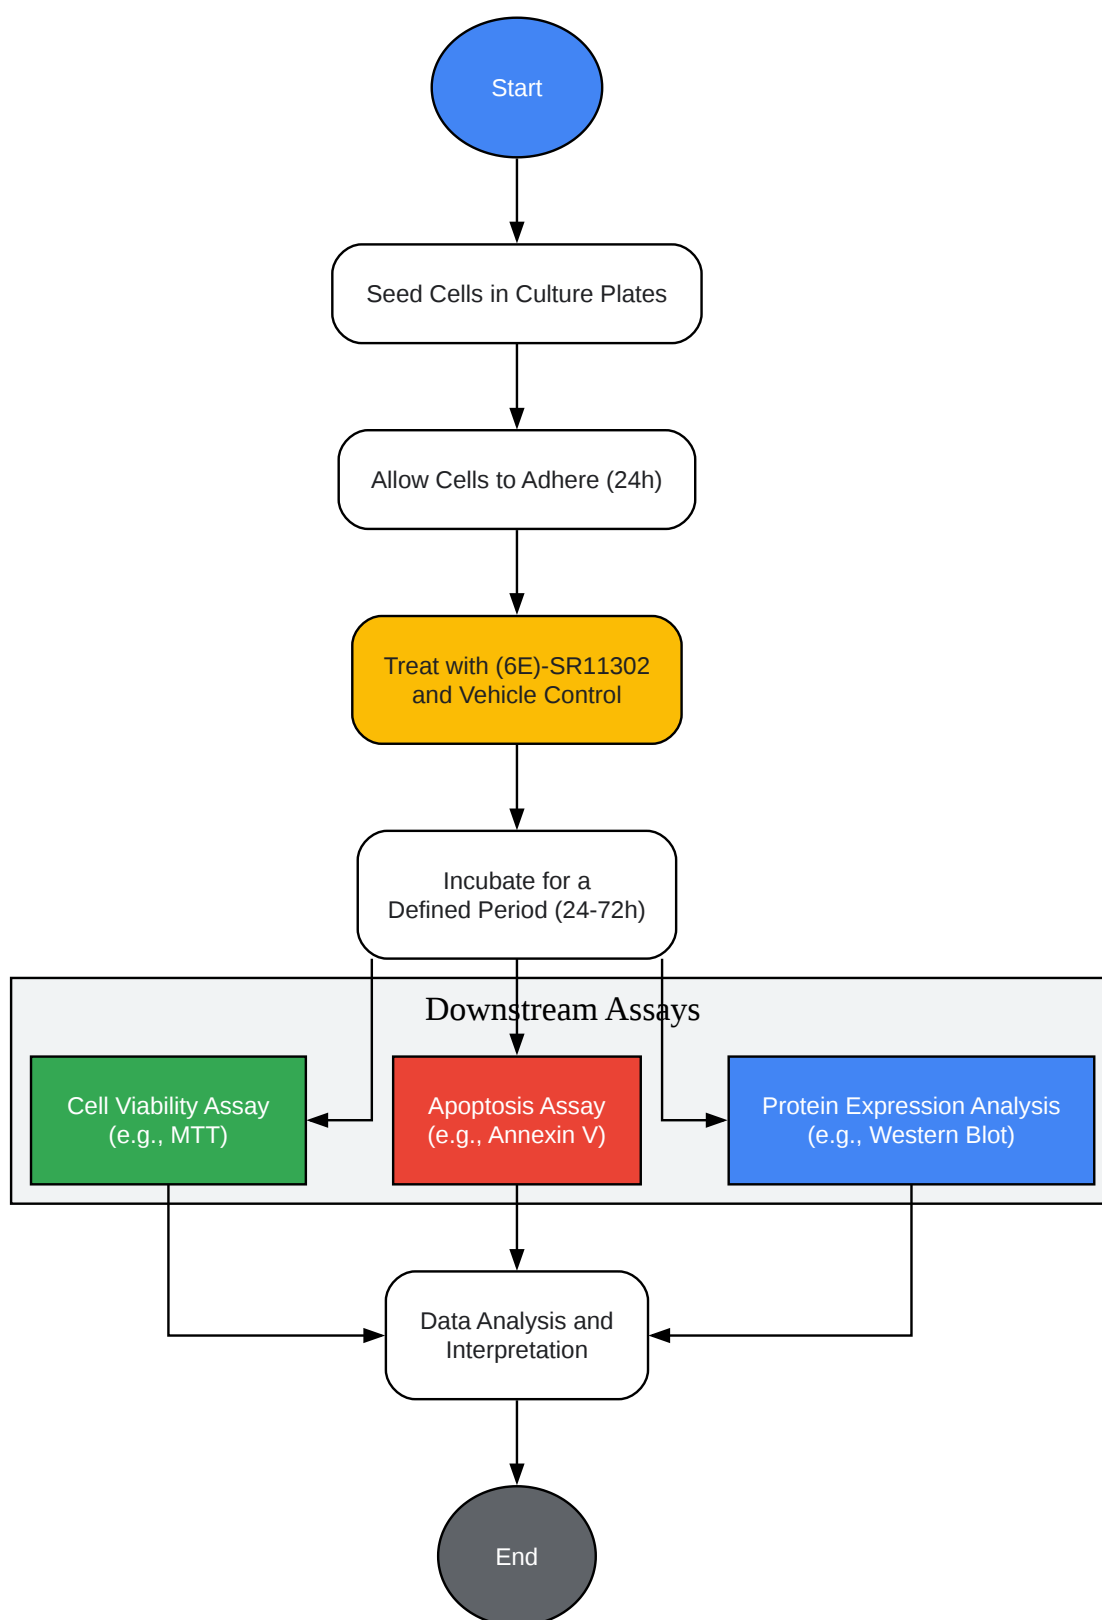 Start
Seed Cells in Culture Plates
Allow Cells to Adhere (24h)
Treat with (6E)-SR11302
and Vehicle Control
Incubate for a
Defined Period (24-72h)
Downstream Assays
Cell Viability Assay
(e.g., MTT)
Apoptosis Assay
(e.g., Annexin V)
Protein Expression Analysis
(e.g., Western Blot)
Data Analysis and
Interpretation
End